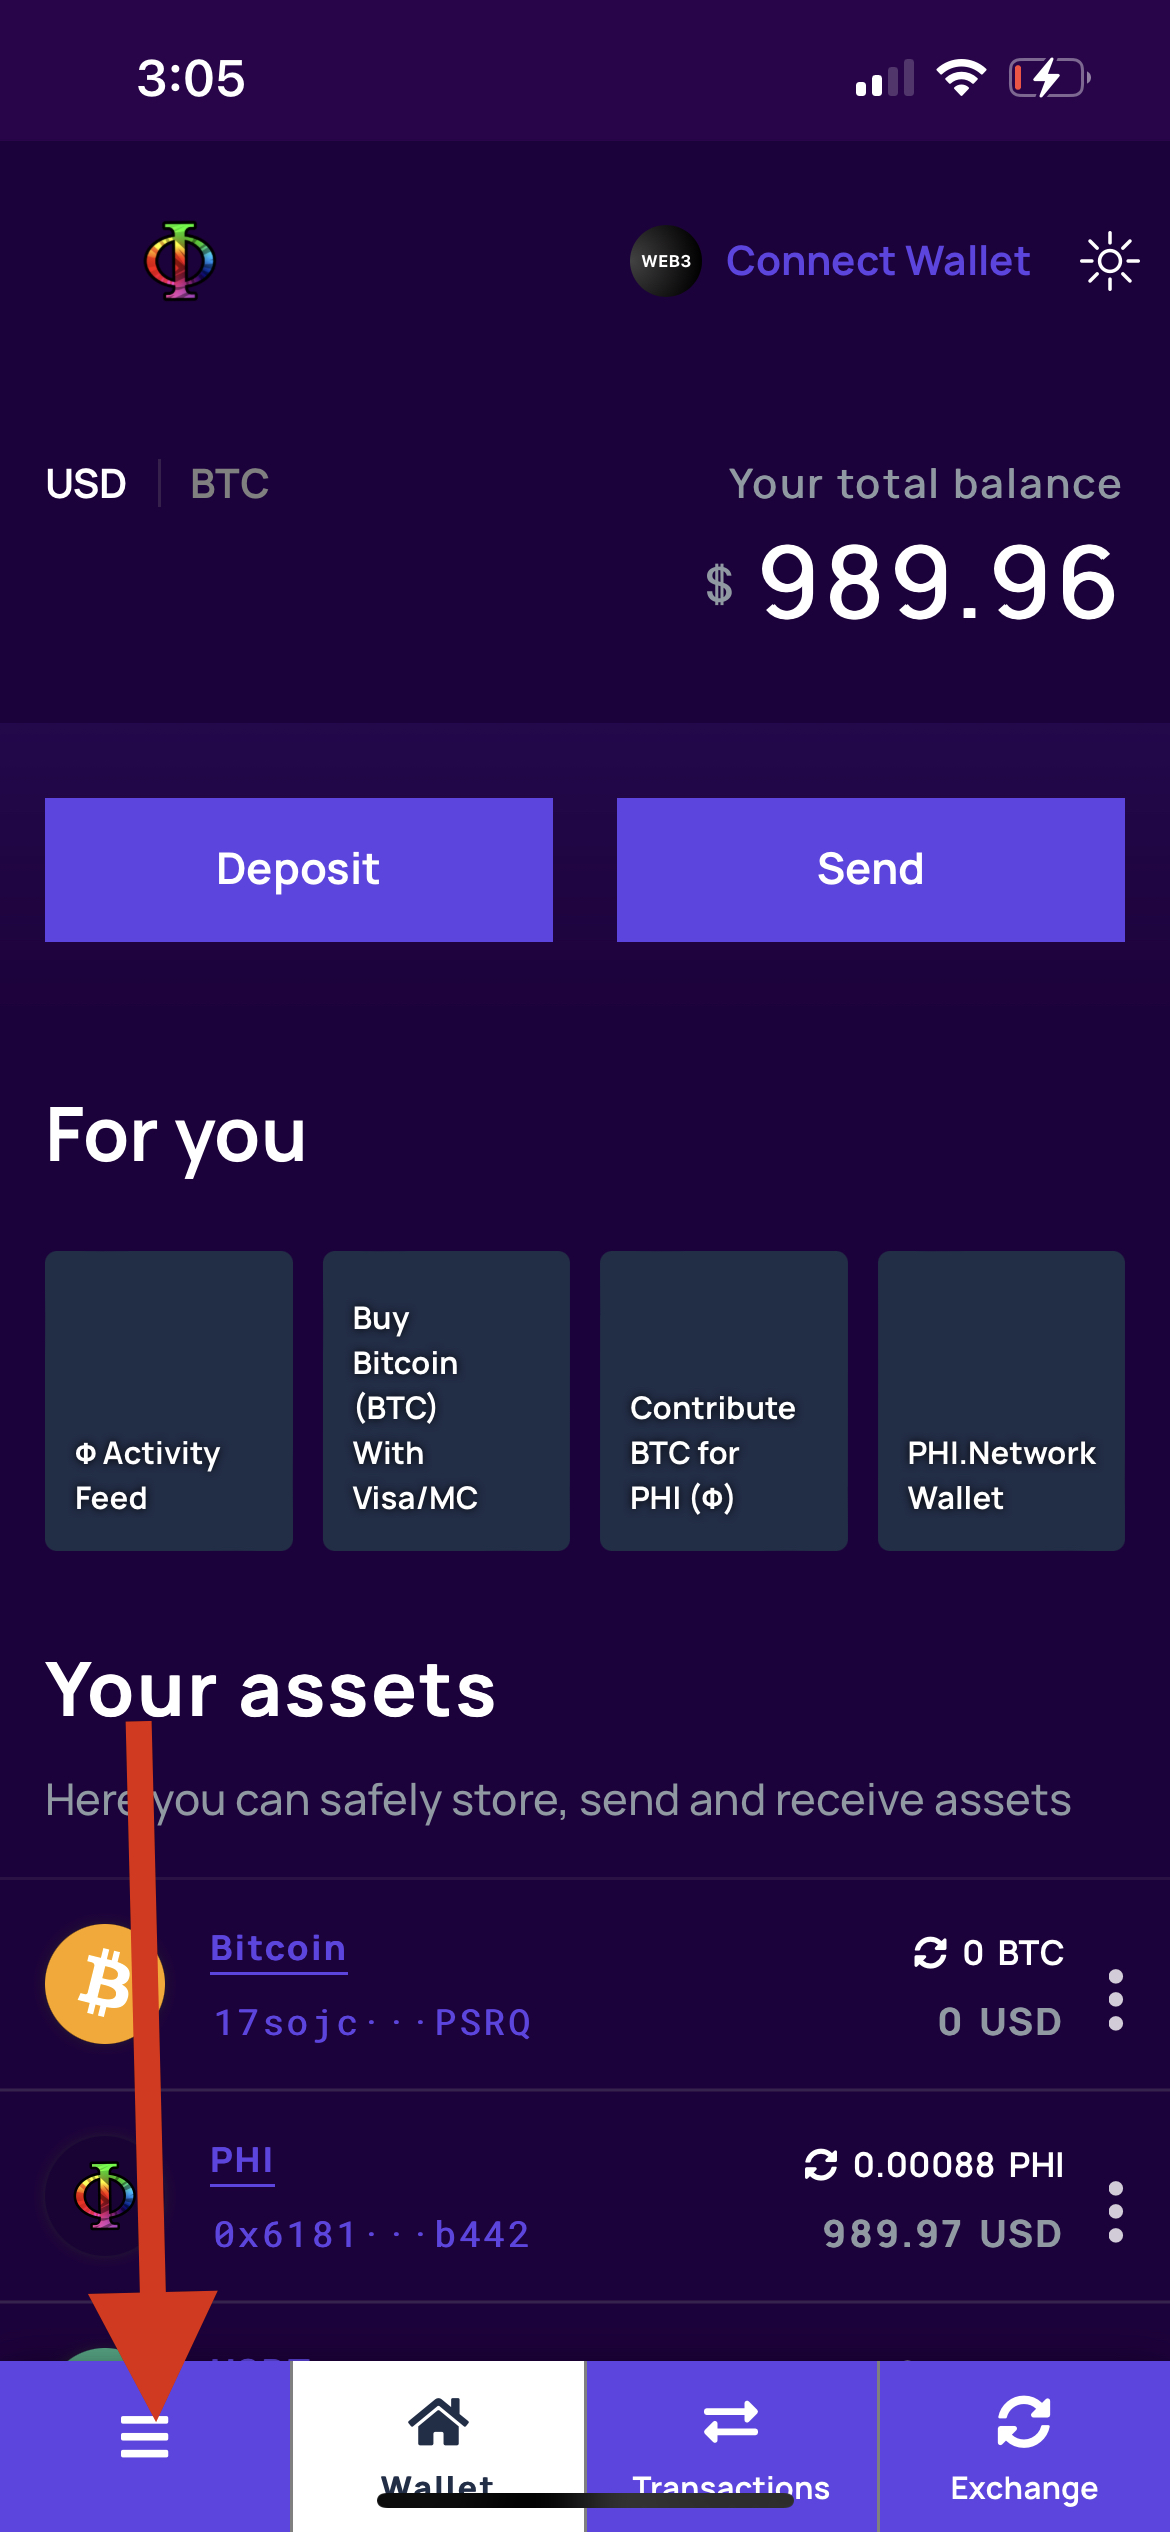 3:05
WEB3 Connect Wallet
USD BTC
Your total balance
$ 989.96
Deposit
Send
For you
Φ Activity
Feed
Buy
Bitcoin
(BTC)
With
Visa/MC
Contribute
BTC for
PHI (Φ)
PHI.Network
Wallet
Your assets
Here you can safely store, send and receive assets
Bitcoin
17sojc···PSRQ
0 BTC
0 USD
PHI
0x6181···b442
0.00088 PHI
989.97 USD
Wallet
Transactions
Exchange